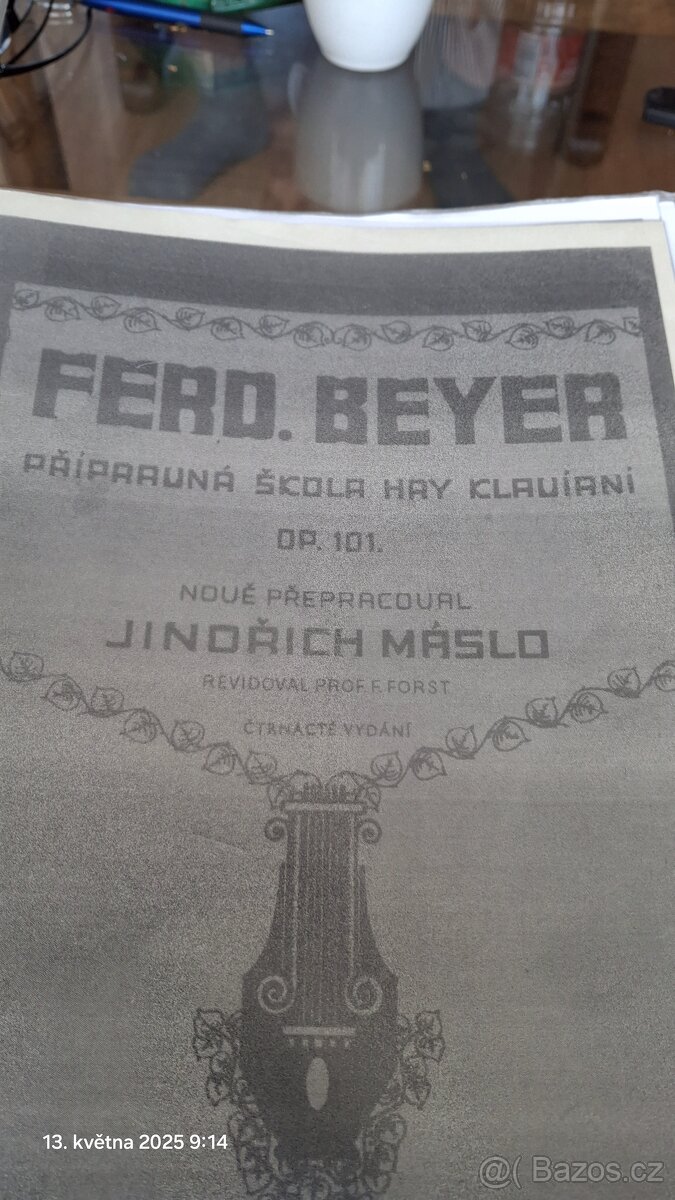 FERD. BEYER
PŘÍPRAVNÁ ŠKOLA HRY KLAVÍRNÍ
OP. 101.
NOVĚ PŘEPRACOVAL
JINDŘICH MÁSLO
REVIDOVAL PROF. F. FORST
ČTRNÁCTÉ VYDÁNÍ
13. května 2025 9:14
@( Bazos.cz